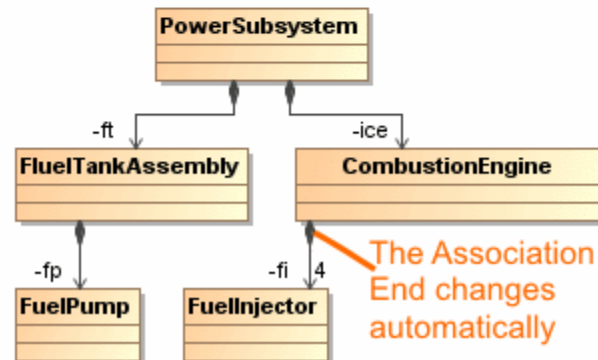 PowerSubsystem
-ft
-ice
FluelTankAssembly
CombustionEngine
-fp
-fi 4
The Association
End changes
automatically
FuelPump
FuelInjector